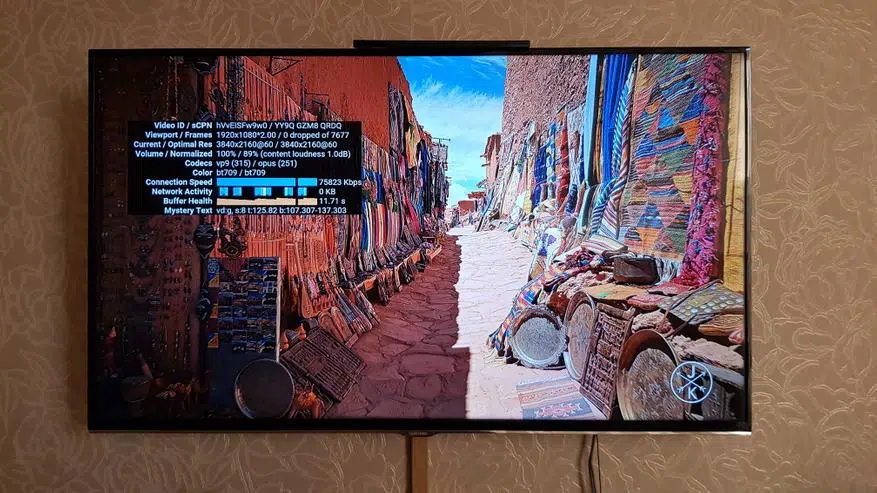 Video ID / sCPN hVvEISFw9w0 / YY9Q GZM8 QRDQ
Viewport / Frames 1920x1080*2.00 / 0 dropped of 7677
Current / Optimal Res 3840x2160@60 / 3840x2160@60
Volume / Normalized 100% / 89% (content loudness 1.0dB)
Codecs vp9 (315) / opus (251)
Color bt709 / bt709
Connection Speed 75823 Kbps
Network Activity 0 KB
Buffer Health 11.71 s
Mystery Text vd:g, s:8 t:125.82 b:107.307-137.303
J
K